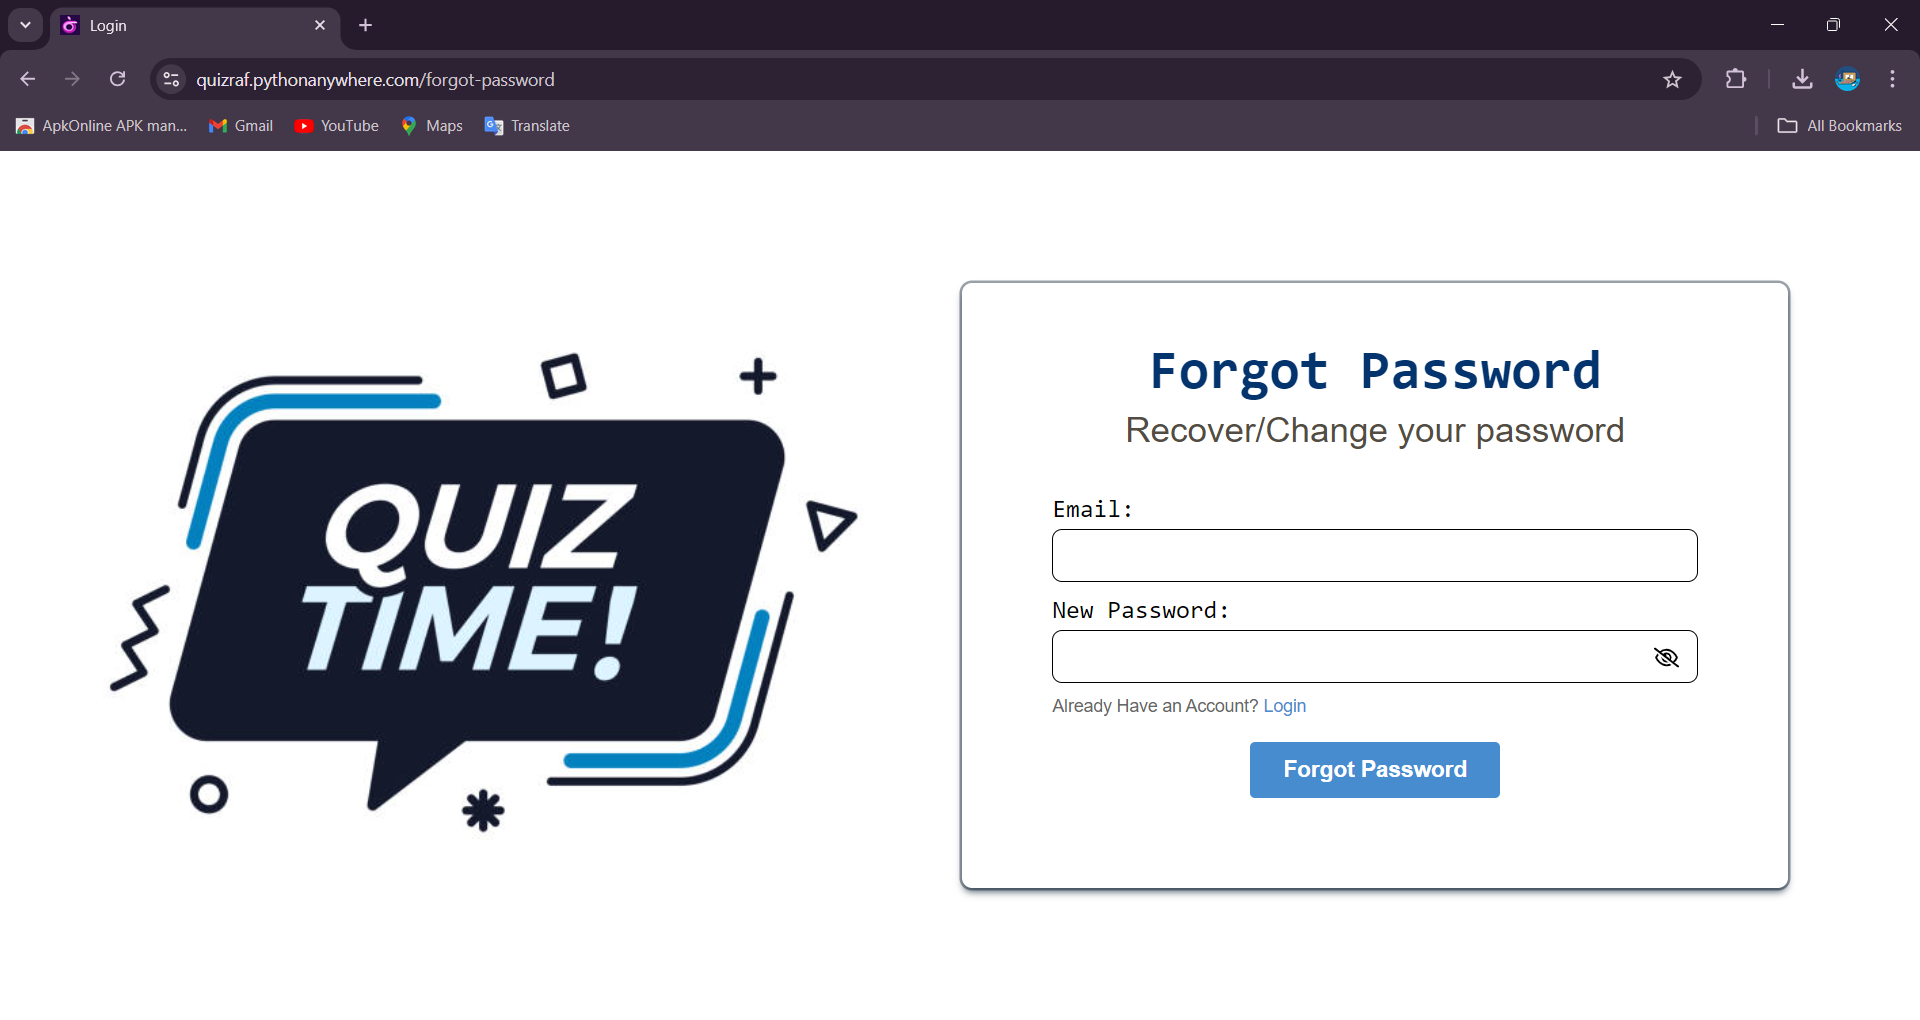 Login
quizraf.pythonanywhere.com/forgot-password
ApkOnline APK man...
Gmail
YouTube
Maps
Translate
All Bookmarks
QUIZ
TIME!
Forgot Password
Recover/Change your password
Email:
New Password:
Already Have an Account? Login
Forgot Password